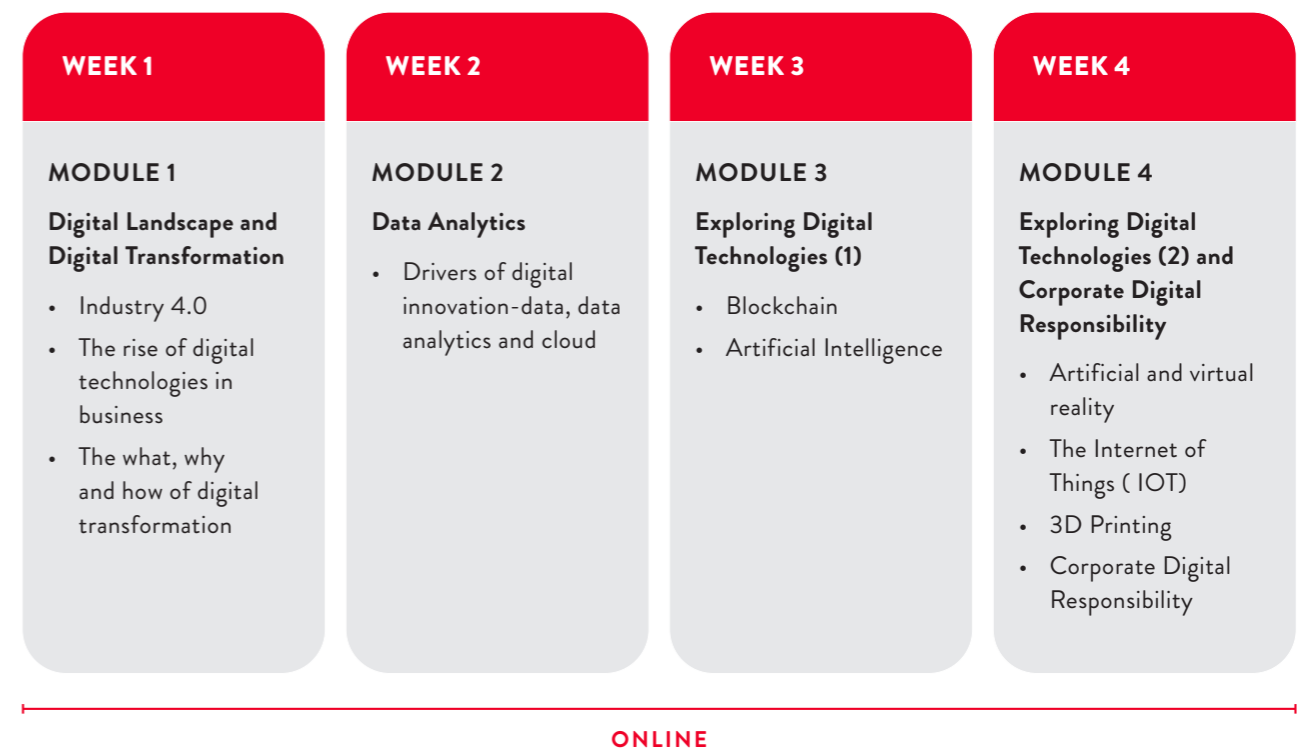 WEEK 1
MODULE 1
Digital Landscape and
Digital Transformation
• Industry 4.0
• The rise of digital
technologies in
business
• The what, why
and how of digital
transformation
WEEK 2
MODULE 2
Data Analytics
• Drivers of digital
innovation-data, data
analytics and cloud
WEEK 3
MODULE 3
Exploring Digital
Technologies (1)
• Blockchain
• Artificial Intelligence
WEEK 4
MODULE 4
Exploring Digital
Technologies (2) and
Corporate Digital
Responsibility
• Artificial and virtual
reality
• The Internet of
Things ( IOT)
• 3D Printing
• Corporate Digital
Responsibility
ONLINE